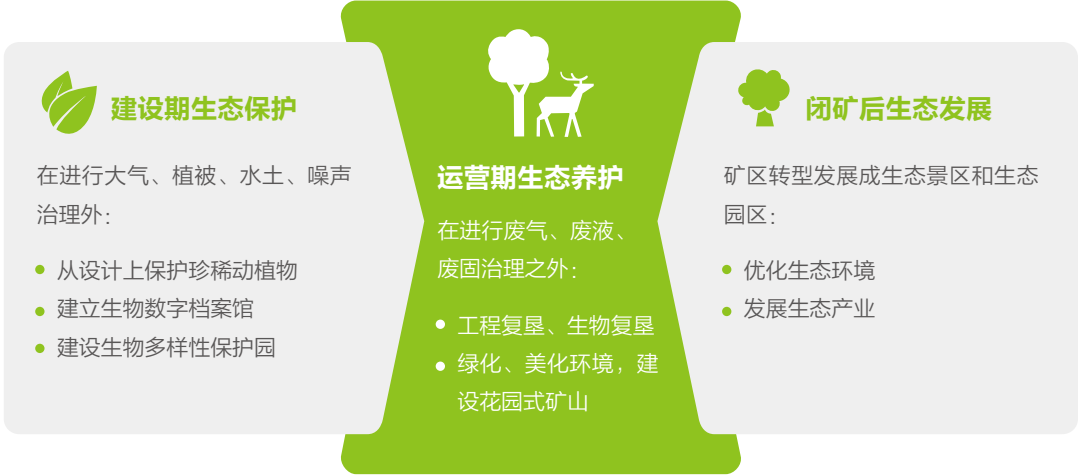 建设期生态保护
在进行大气、植被、水土、噪声
治理外：
从设计上保护珍稀动植物
建立生物数字档案馆
建设生物多样性保护园
运营期生态养护
在进行废气、废液、
废固治理之外：
工程复垦、生物复垦
绿化、美化环境，建
设花园式矿山
闭矿后生态发展
矿区转型发展成生态景区和生态
园区：
优化生态环境
发展生态产业